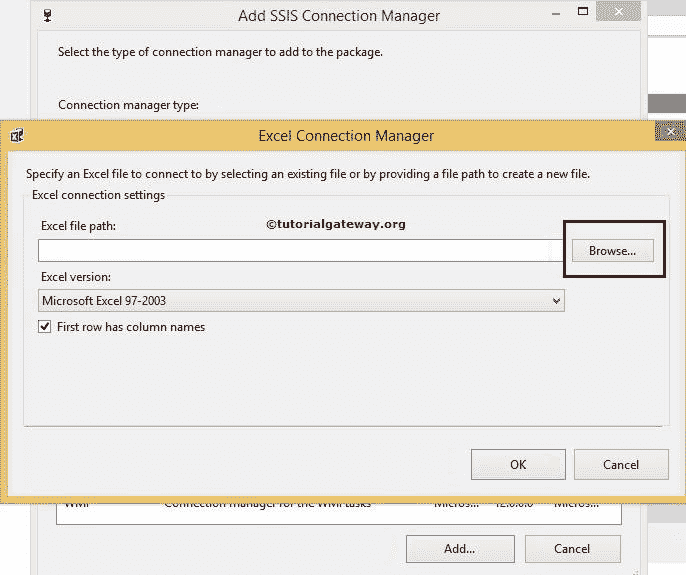 Add SSIS Connection Manager
Select the type of connection manager to add to the package.
Connection manager type:
Excel Connection Manager
Specify an Excel file to connect to by selecting an existing file or by providing a file path to create a new file.
Excel connection settings
Excel file path:
©tutorialgateway.org
Browse...
Excel version:
Microsoft Excel 97-2003
First row has column names
OK Cancel
WMI Connection manager for the WMI tasks Micros... 12.0.0.0 Micros...
Add... Cancel